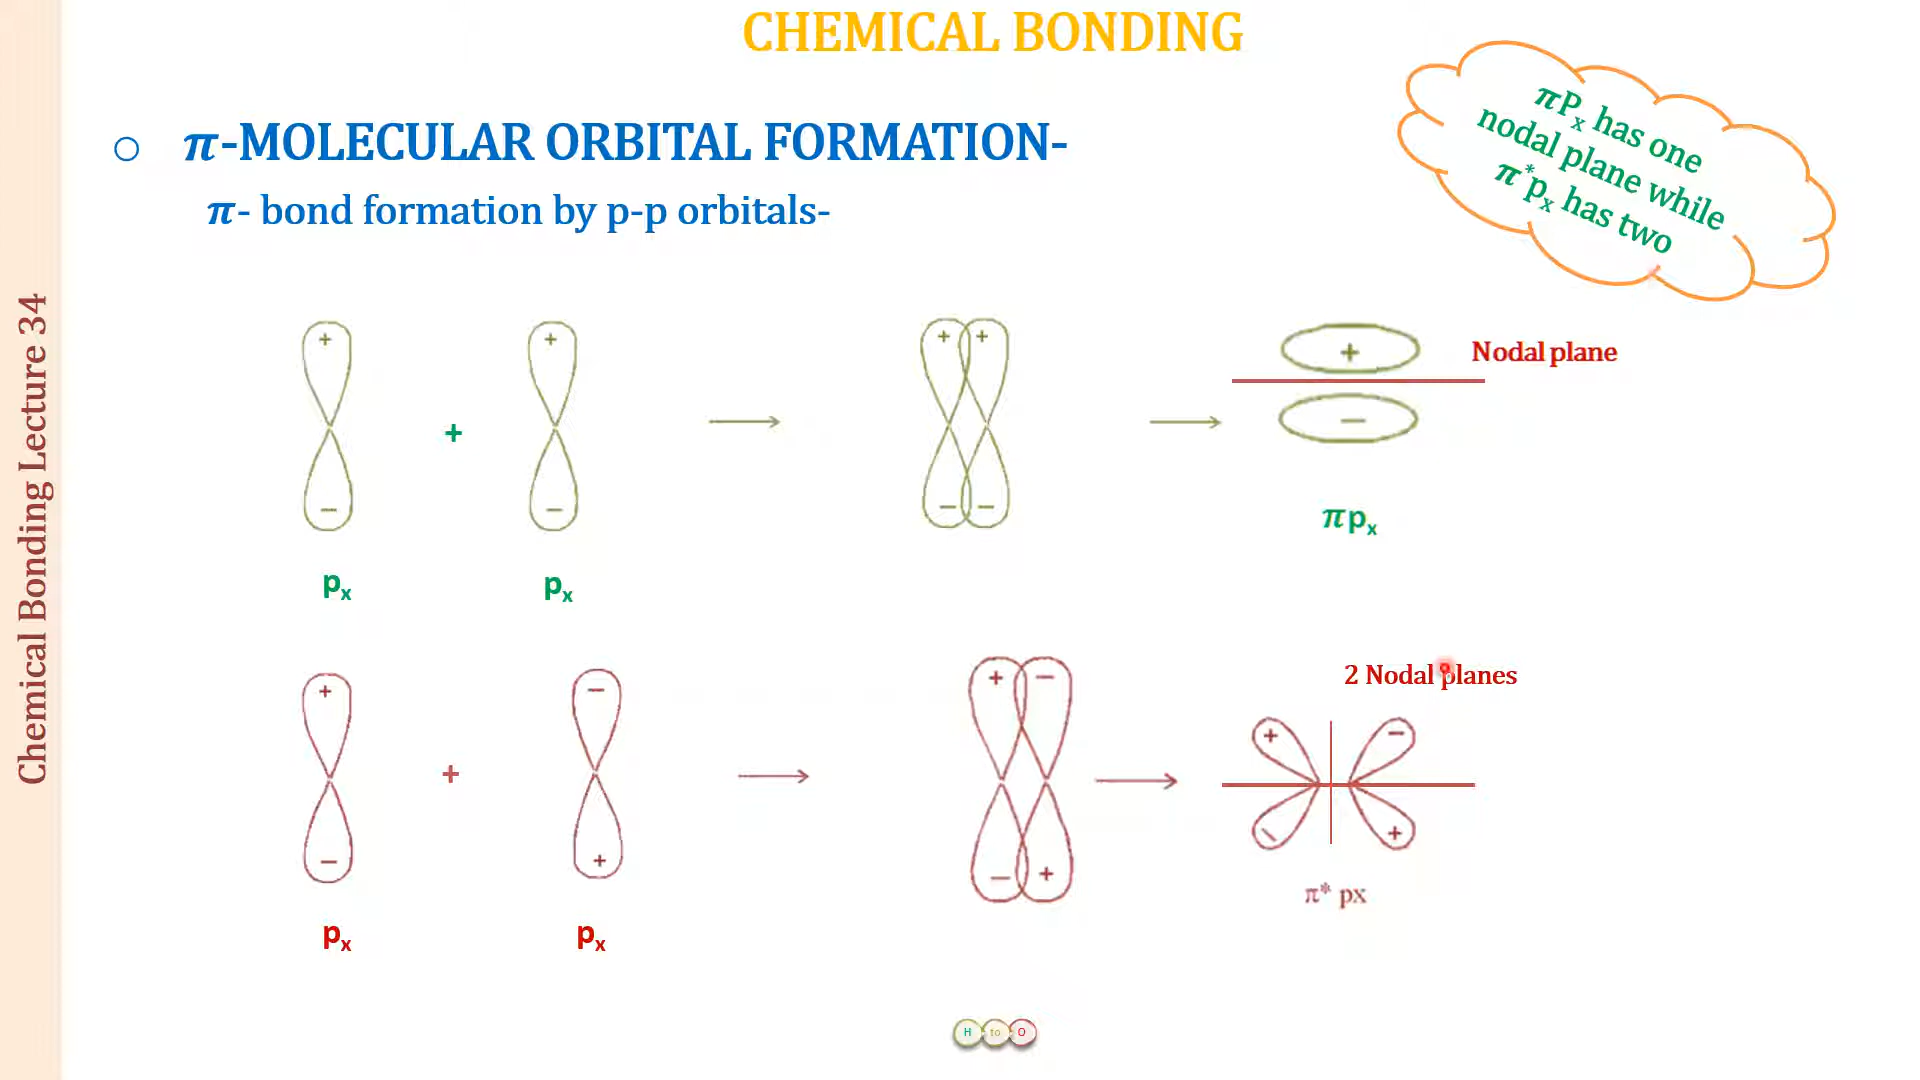 CHEMICAL BONDING
πPx has one
nodal plane while
π*px has two
o π-MOLECULAR ORBITAL FORMATION-
π- bond formation by p-p orbitals-
Chemical Bonding Lecture 34
+ + + + +
Nodal plane
+
− − − − −
πpx
px px
2 Nodal planes
+ − + − + −
+
− + − + − +
π* px
px px
H to O